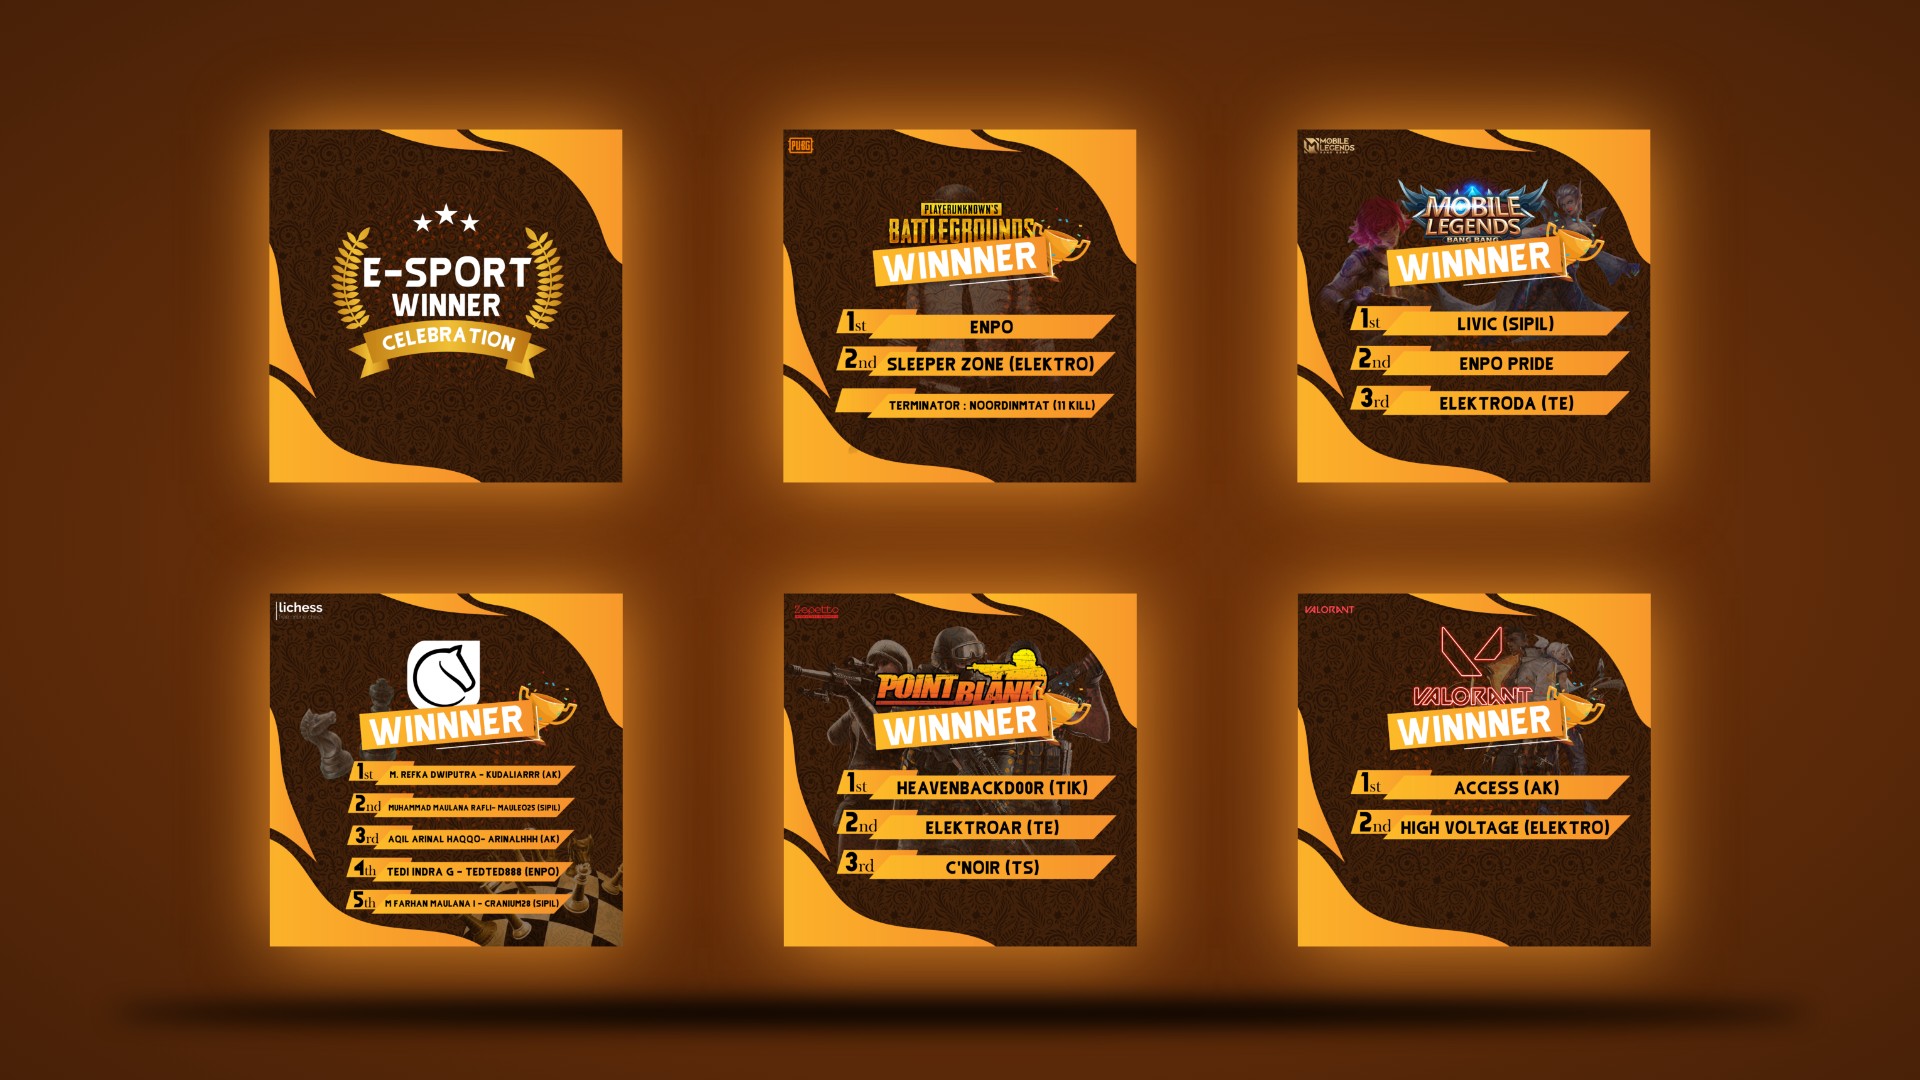 E-SPORT
WINNER
CELEBRATION
PUBG
PLAYERUNKNOWN'S
BATTLEGROUNDS
WINNNER
1st ENPO
2nd SLEEPER ZONE (ELEKTRO)
TERMINATOR : NOORDINMTAT (11 KILL)
MOBILE
LEGENDS
MOBILE
LEGENDS
BANG BANG
WINNNER
1st LIVIC (SIPIL)
2nd ENPO PRIDE
3rd ELEKTRODA (TE)
lichess
WINNNER
1st M. REFKA DWIPUTRA - KUDALIARRR (AK)
2nd MUHAMMAD MAULANA RAFLI- MAULEO25 (SIPIL)
3rd AQIL ARINAL HAQQO- ARINALHHH (AK)
4th TEDI INDRA G - TEDTED888 (ENPO)
5th M FARHAN MAULANA I - CRANIUM28 (SIPIL)
Zepetto
POINT BLANK
WINNNER
1st HEAVENBACKD00R (TIK)
2nd ELEKTROAR (TE)
3rd C'NOIR (TS)
VALORANT
VALORANT
WINNNER
1st ACCESS (AK)
2nd HIGH VOLTAGE (ELEKTRO)